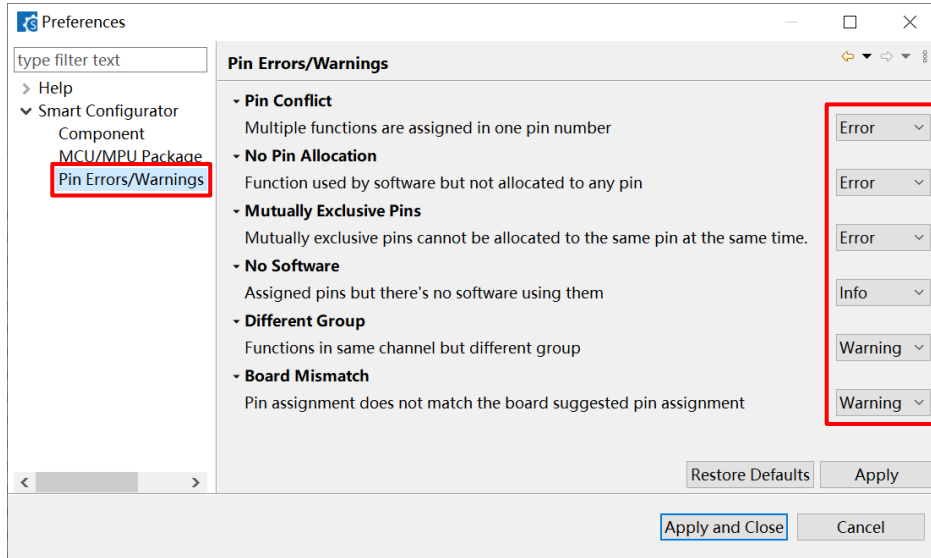 Preferences
type filter text
Help
Smart Configurator
Component
MCU/MPU Package
Pin Errors/Warnings
Pin Errors/Warnings
Pin Conflict
Multiple functions are assigned in one pin number Error
No Pin Allocation
Function used by software but not allocated to any pin Error
Mutually Exclusive Pins
Mutually exclusive pins cannot be allocated to the same pin at the same time. Error
No Software
Assigned pins but there's no software using them Info
Different Group
Functions in same channel but different group Warning
Board Mismatch
Pin assignment does not match the board suggested pin assignment Warning
Restore Defaults Apply
Apply and Close Cancel